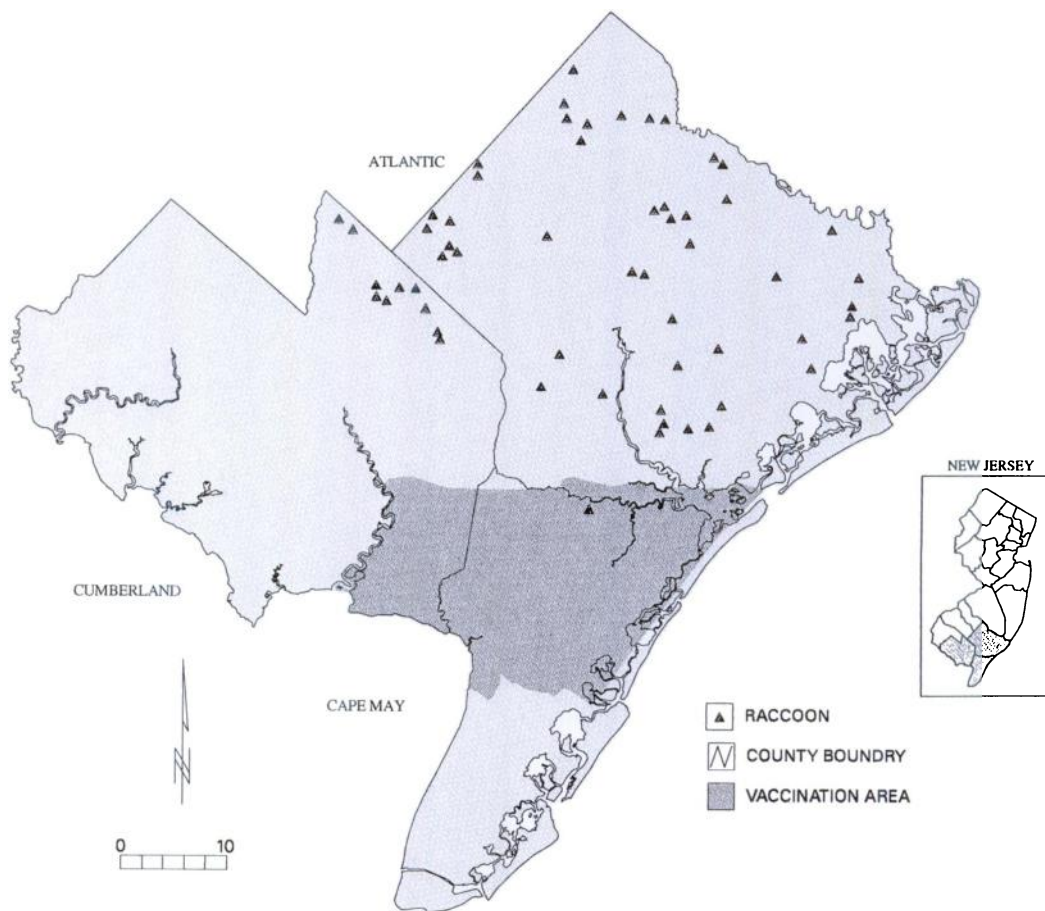 ATLANTIC
NEW JERSEY
CUMBERLAND
CAPE MAY
RACCOON
COUNTY BOUNDRY
VACCINATION AREA
N
0 10